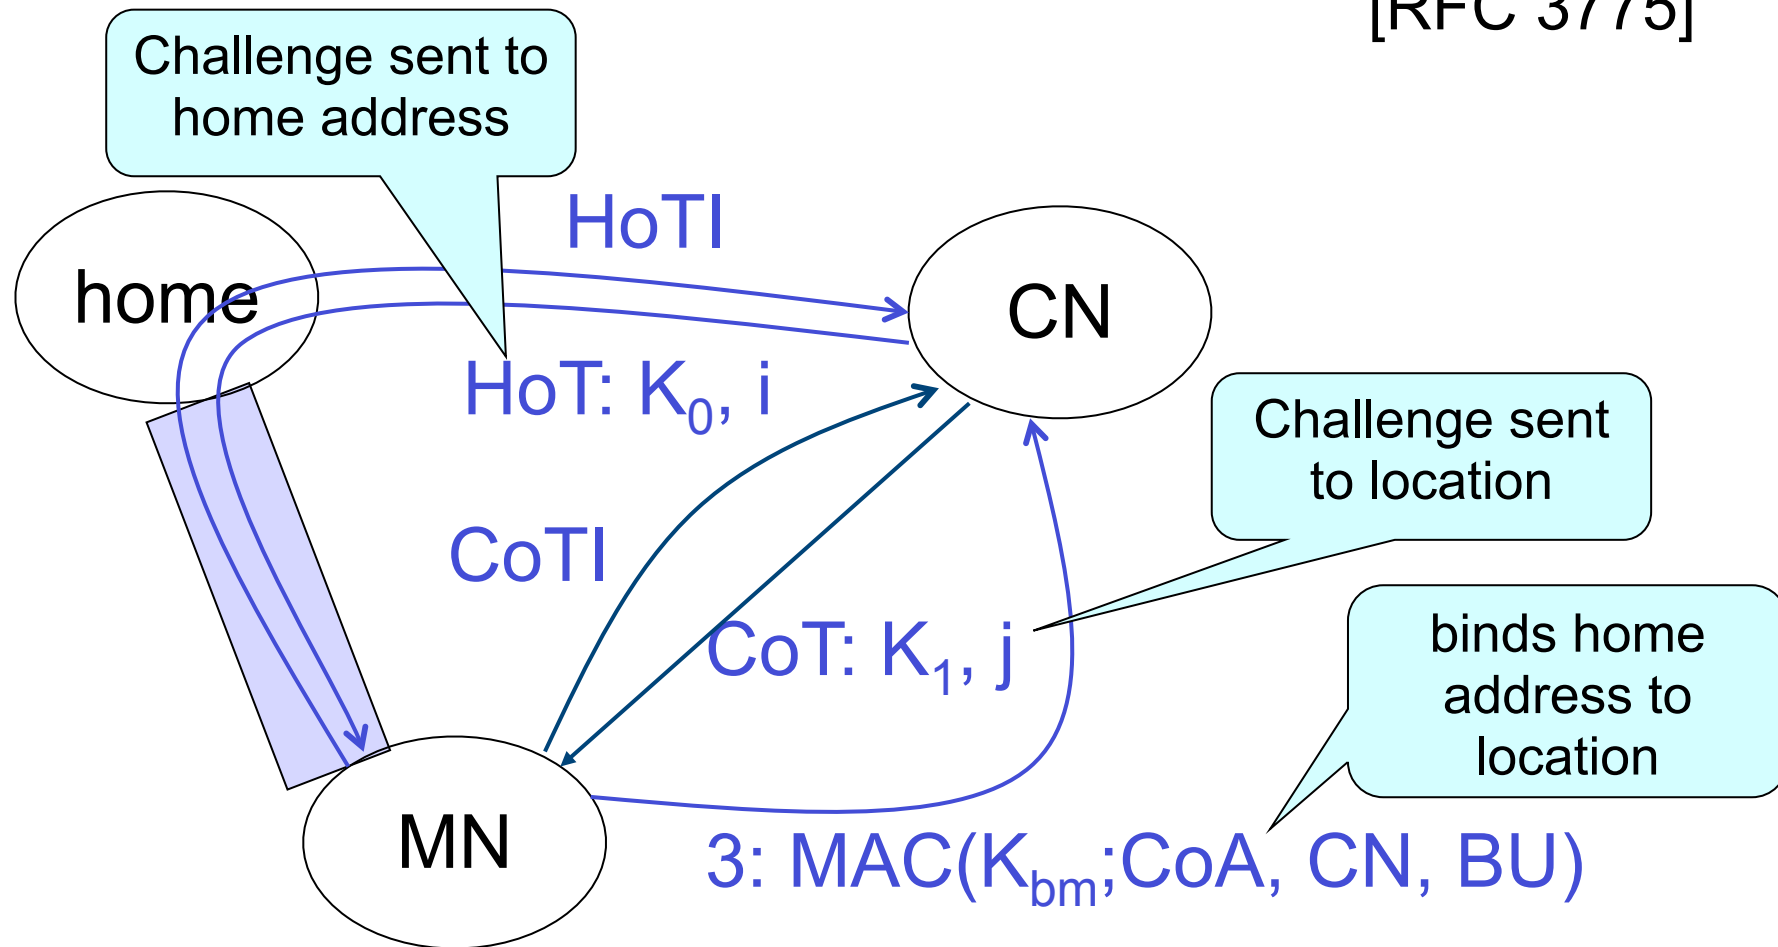 [RFC 3775]
Challenge sent to
home address
HoTI
home
CN
HoT: K₀, i
Challenge sent
to location
CoTI
CoT: K₁, j
binds home
address to
location
MN
3: MAC(K_bm;CoA, CN, BU)